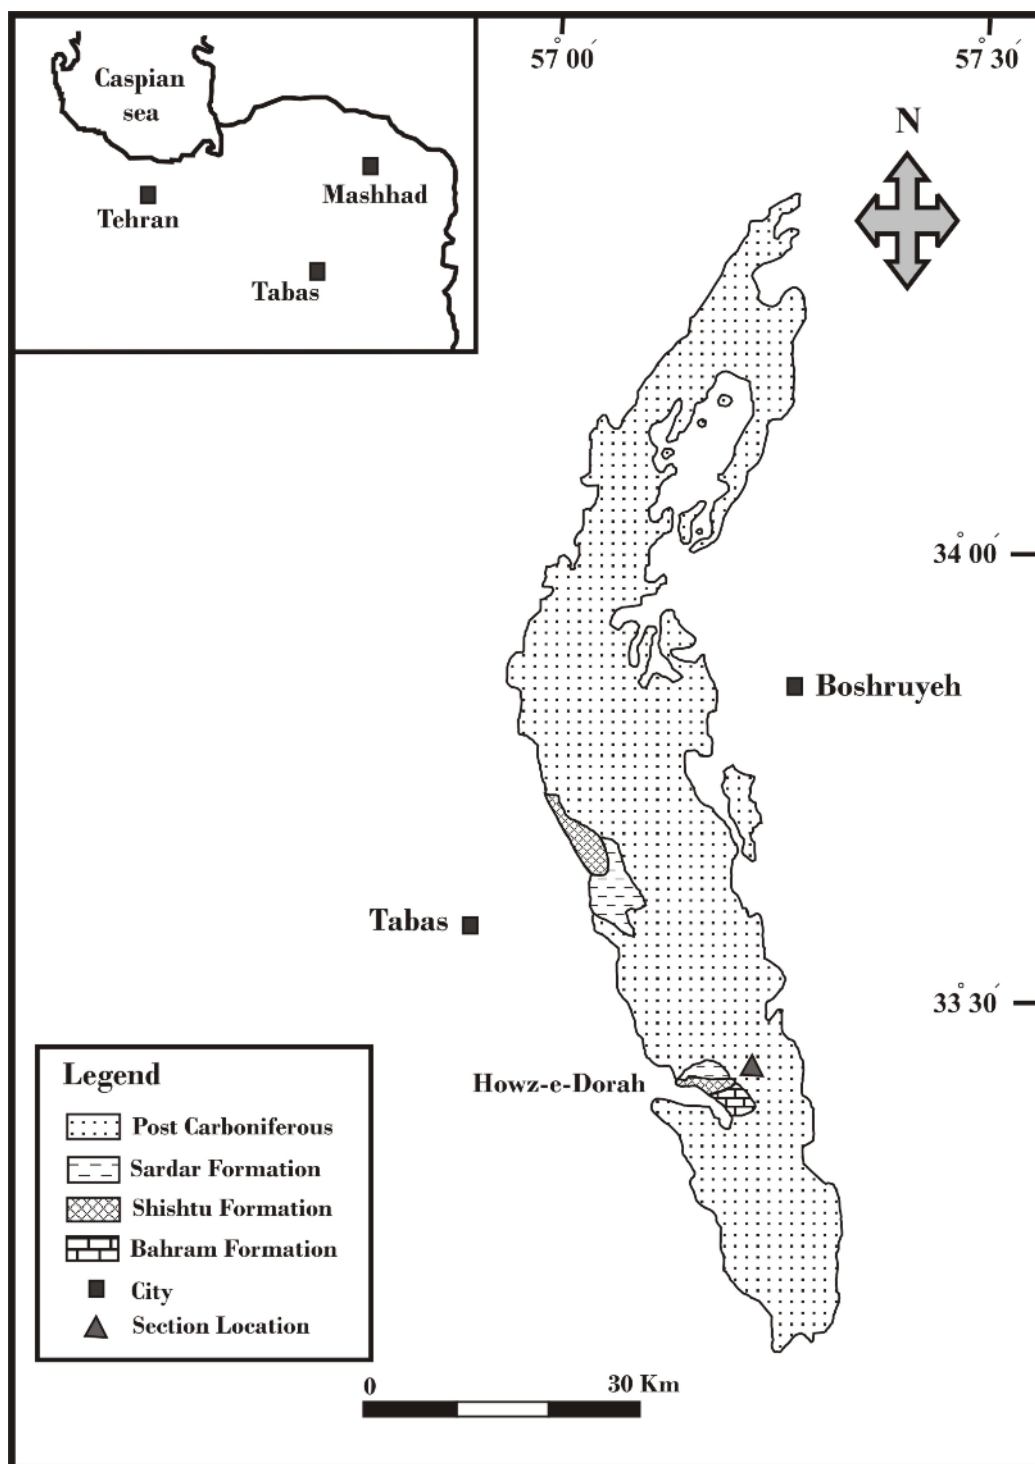 57° 00´
57° 30´
Caspian
sea
Mashhad
Tehran
Tabas
N
34° 00´
Boshruyeh
Tabas
33° 30´
Howz-e-Dorah
Legend
Post Carboniferous
Sardar Formation
Shishtu Formation
Bahram Formation
City
Section Location
0
30 Km